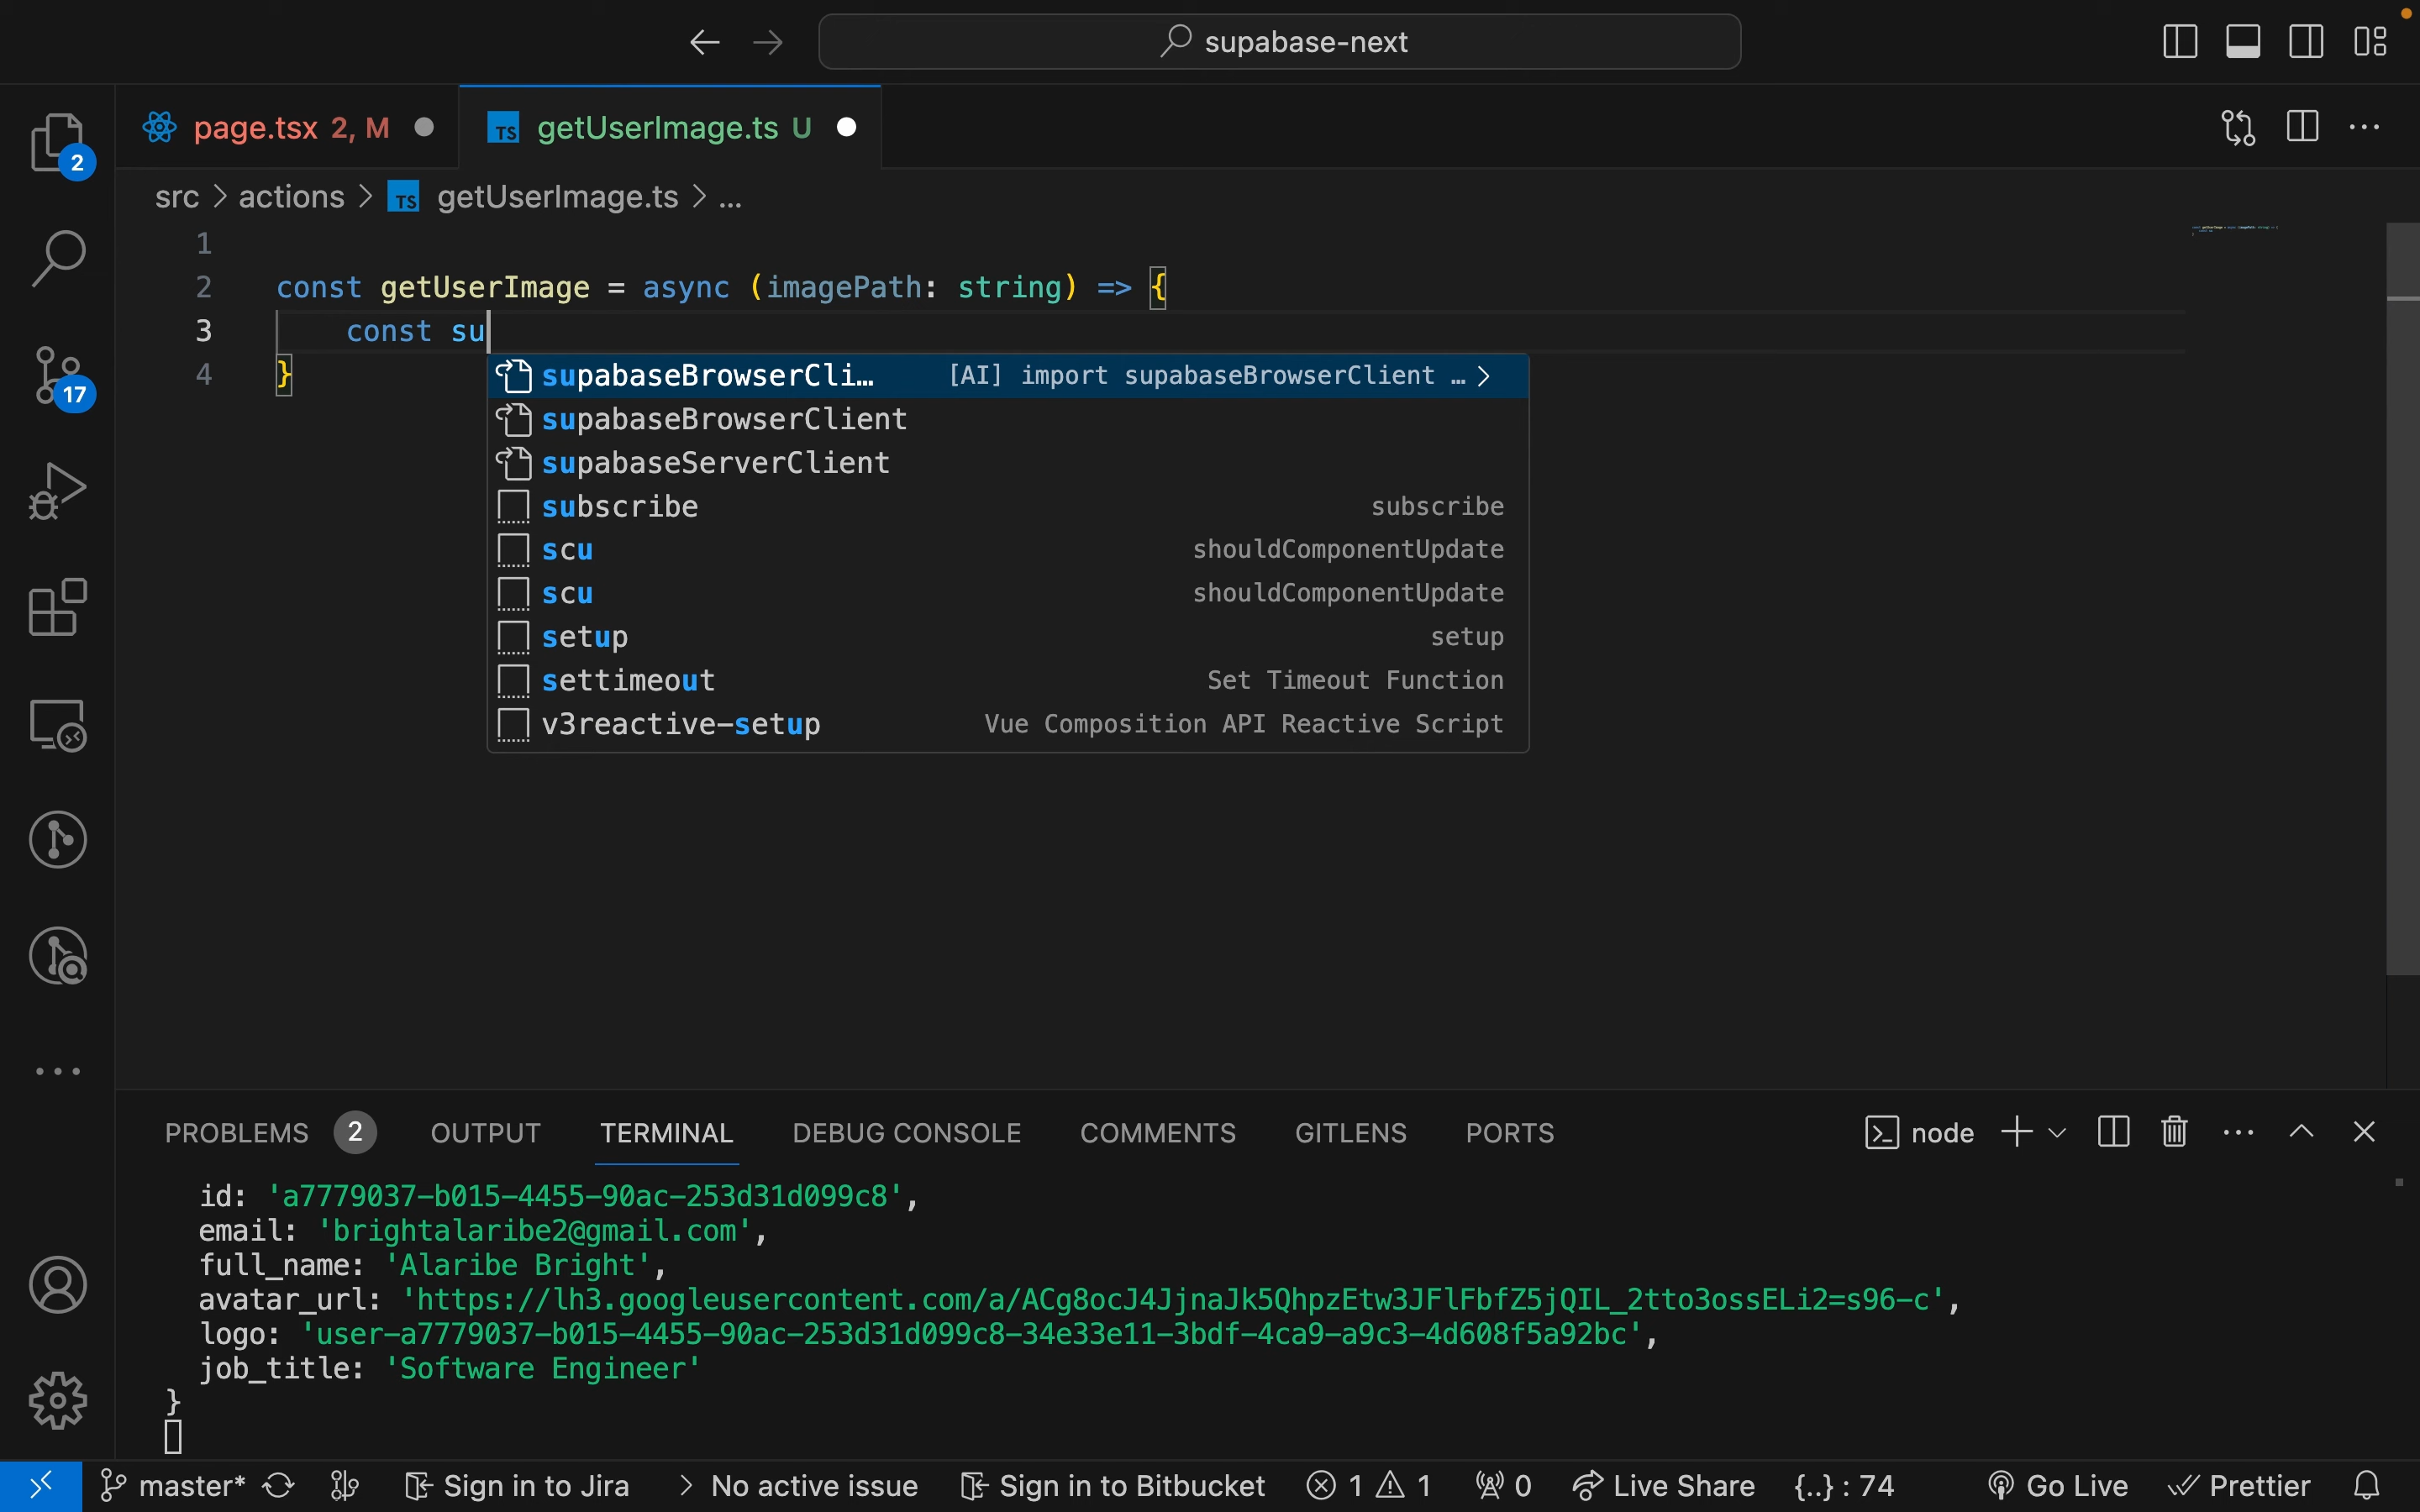 supabase-next
page.tsx 2, M
getUserImage.ts U
2
src > actions > TS getUserImage.ts > ...
1
2 const getUserImage = async (imagePath: string) => {
3 const su
4 }
17
supabaseBrowserCli… [AI] import supabaseBrowserClient …
supabaseBrowserClient
supabaseServerClient
subscribe subscribe
scu shouldComponentUpdate
scu shouldComponentUpdate
setup setup
settimeout Set Timeout Function
v3reactive-setup Vue Composition API Reactive Script
PROBLEMS 2 OUTPUT TERMINAL DEBUG CONSOLE COMMENTS GITLENS PORTS node
id: 'a7779037-b015-4455-90ac-253d31d099c8',
email: 'brightalaribe2@gmail.com',
full_name: 'Alaribe Bright',
avatar_url: 'https://lh3.googleusercontent.com/a/ACg8ocJ4JjnaJk5QhpzEtw3JFlFbfZ5jQIL_2tto3ossELi2=s96-c',
logo: 'user-a7779037-b015-4455-90ac-253d31d099c8-34e33e11-3bdf-4ca9-a9c3-4d608f5a92bc',
job_title: 'Software Engineer'
}
master* Sign in to Jira > No active issue Sign in to Bitbucket 1 1 0 Live Share {..} : 74 Go Live Prettier